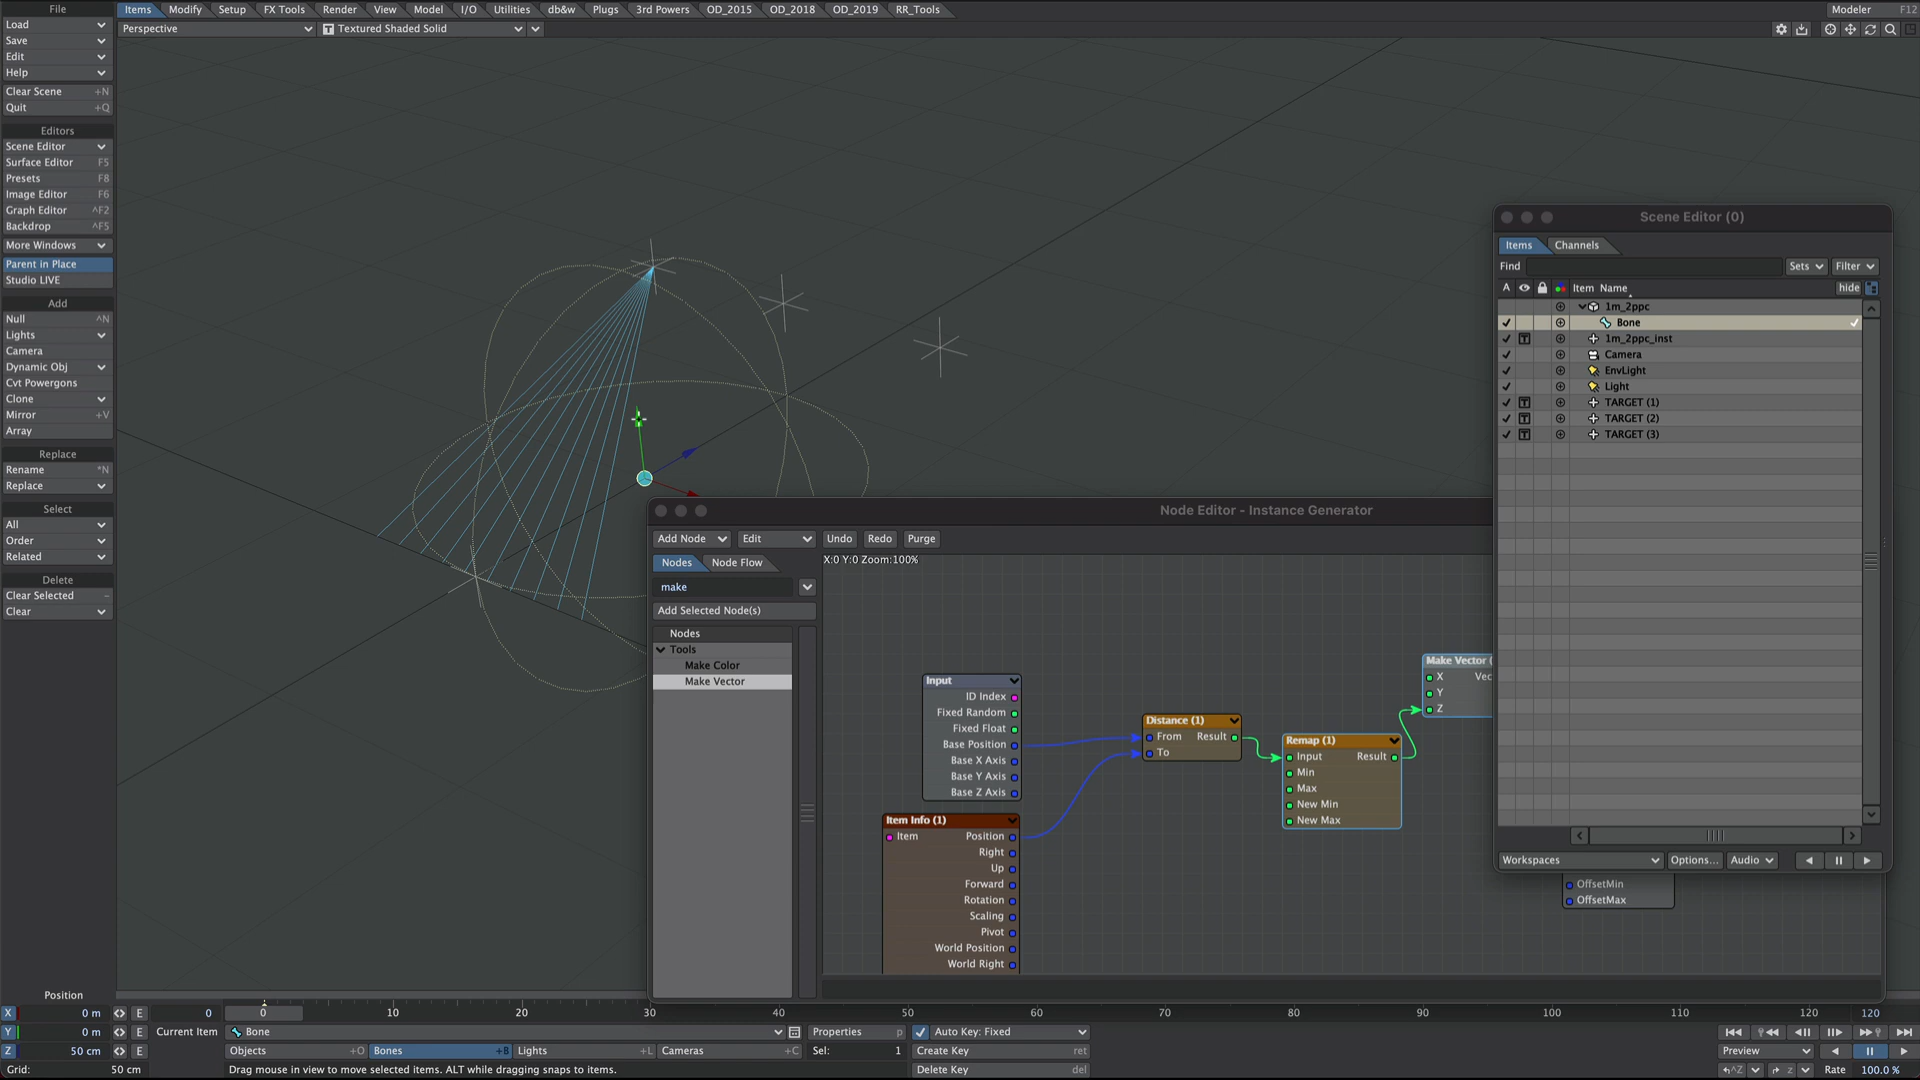 File
Items Modify Setup FX Tools Render View Model I/O Utilities db&w Plugs 3rd Powers OD_2015 OD_2018 OD_2019 RR_Tools Modeler F12
Load
Perspective Textured Shaded Solid
Save
Edit
Help
Clear Scene +N
Quit +Q
Editors
Scene Editor
Surface Editor F5
Presets F8
Image Editor F6
Graph Editor ^F2
Backdrop ^F5
More Windows
Parent in Place
Studio LIVE
Add
Null ^N
Lights
Camera
Dynamic Obj
Cvt Powergons
Clone
Mirror +V
Array
Replace
Rename *N
Replace
Select
All
Order
Related
Delete
Clear Selected –
Clear
Scene Editor (0)
Items Channels
Find Sets Filter
A Item Name hide
1m_2ppc
Bone
1m_2ppc_inst
Camera
EnvLight
Light
TARGET (1)
TARGET (2)
TARGET (3)
Workspaces Options... Audio
Node Editor - Instance Generator
Add Node Edit Undo Redo Purge
Nodes Node Flow
X:0 Y:0 Zoom:100%
make
Add Selected Node(s)
Nodes
Tools
Make Color
Make Vector
Input
ID Index
Fixed Random
Fixed Float
Base Position
Base X Axis
Base Y Axis
Base Z Axis
Item Info (1)
Item Position
Right
Up
Forward
Rotation
Scaling
Pivot
World Position
World Right
Distance (1)
From Result
To
Remap (1)
Input Result
Min
Max
New Min
New Max
Make Vector (
X Vec
Y
Z
OffsetMin
OffsetMax
Position
X 0 m E 0 0 10 20 30 40 50 60 70 80 90 100 110 120 120
Y 0 m E Current Item Bone Properties p Auto Key: Fixed
Z 50 cm E Objects +O Bones +B Lights +L Cameras +C Sel: 1 Create Key ret Preview
Grid: 50 cm Drag mouse in view to move selected items. ALT while dragging snaps to items. Delete Key del ^Z z Rate 100.0 %